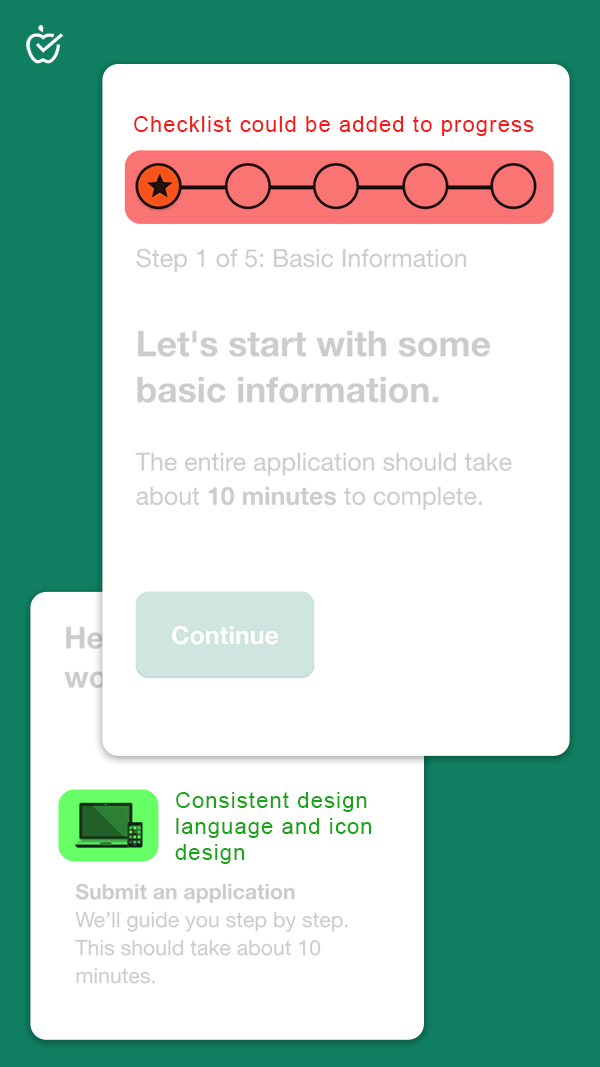 Checklist could be added to progress
Step 1 of 5: Basic Information
Let's start with some
basic information.
The entire application should take
about 10 minutes to complete.
Continue
He
wo
Consistent design
language and icon
design
Submit an application
We’ll guide you step by step.
This should take about 10
minutes.